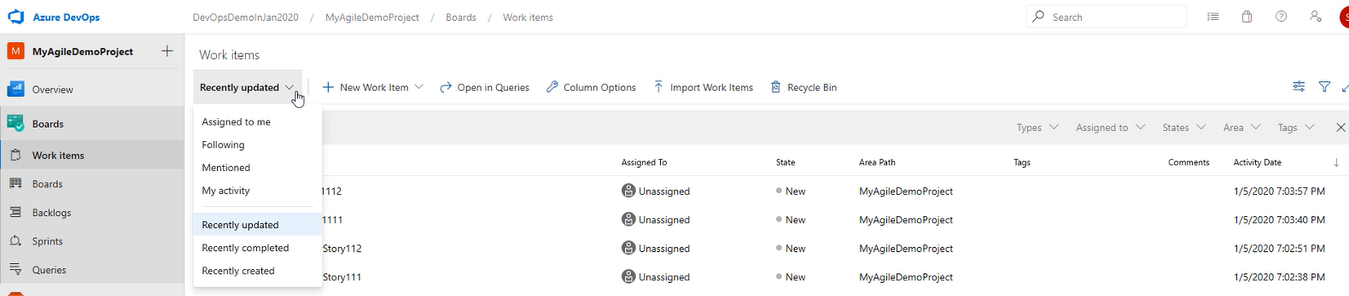 Azure DevOps
DevOpsDemoInJan2020 / MyAgileDemoProject / Boards / Work items
Search
M MyAgileDemoProject
Overview
Boards
Work items
Boards
Backlogs
Sprints
Queries
Work items
Recently updated New Work Item Open in Queries Column Options Import Work Items Recycle Bin
Assigned to me
Following
Mentioned
My activity
Recently updated
Recently completed
Recently created
Types Assigned to States Area Tags
Assigned To State Area Path Tags Comments Activity Date
1112 Unassigned New MyAgileDemoProject 1/5/2020 7:03:57 PM
1111 Unassigned New MyAgileDemoProject 1/5/2020 7:03:40 PM
Story112 Unassigned New MyAgileDemoProject 1/5/2020 7:02:51 PM
Story111 Unassigned New MyAgileDemoProject 1/5/2020 7:02:38 PM